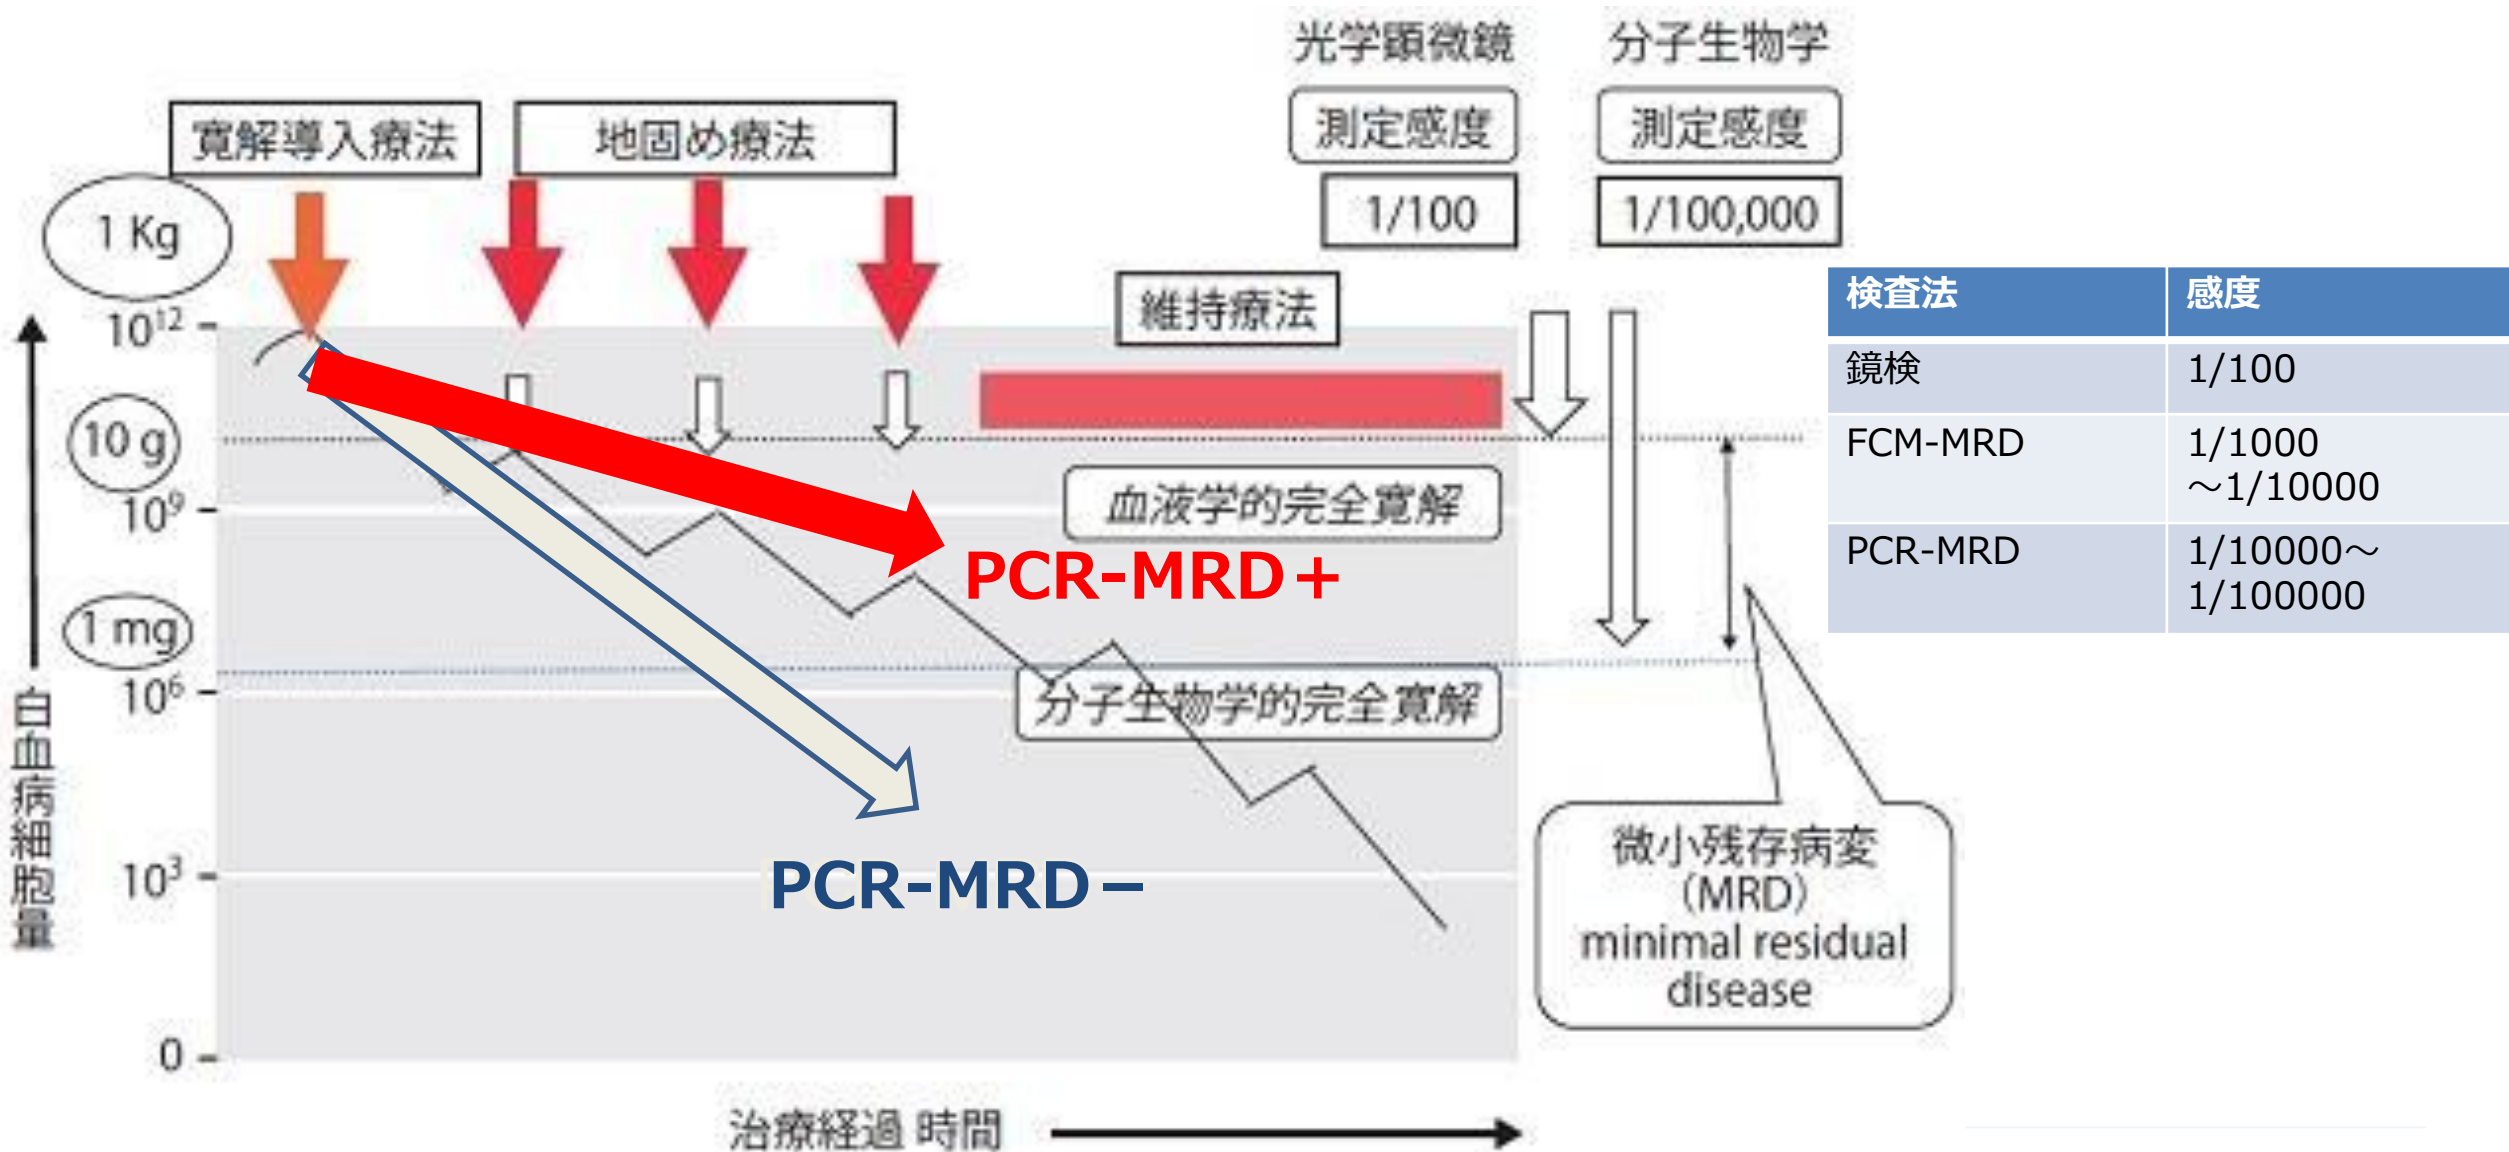 光学顕微鏡
分子生物学
寛解導入療法
地固め療法
測定感度
測定感度
1/100
1/100,000
1 Kg
維持療法
10¹²
10 g
10⁹
血液学的完全寛解
PCR-MRD+
1 mg
10⁶
分子生物学的完全寛解
白血病細胞量
10³
PCR-MRD−
0
微小残存病変
(MRD)
minimal residual
disease
治療経過 時間
検査法 感度
鏡検 1/100
FCM-MRD 1/1000
～1/10000
PCR-MRD 1/10000～
1/100000